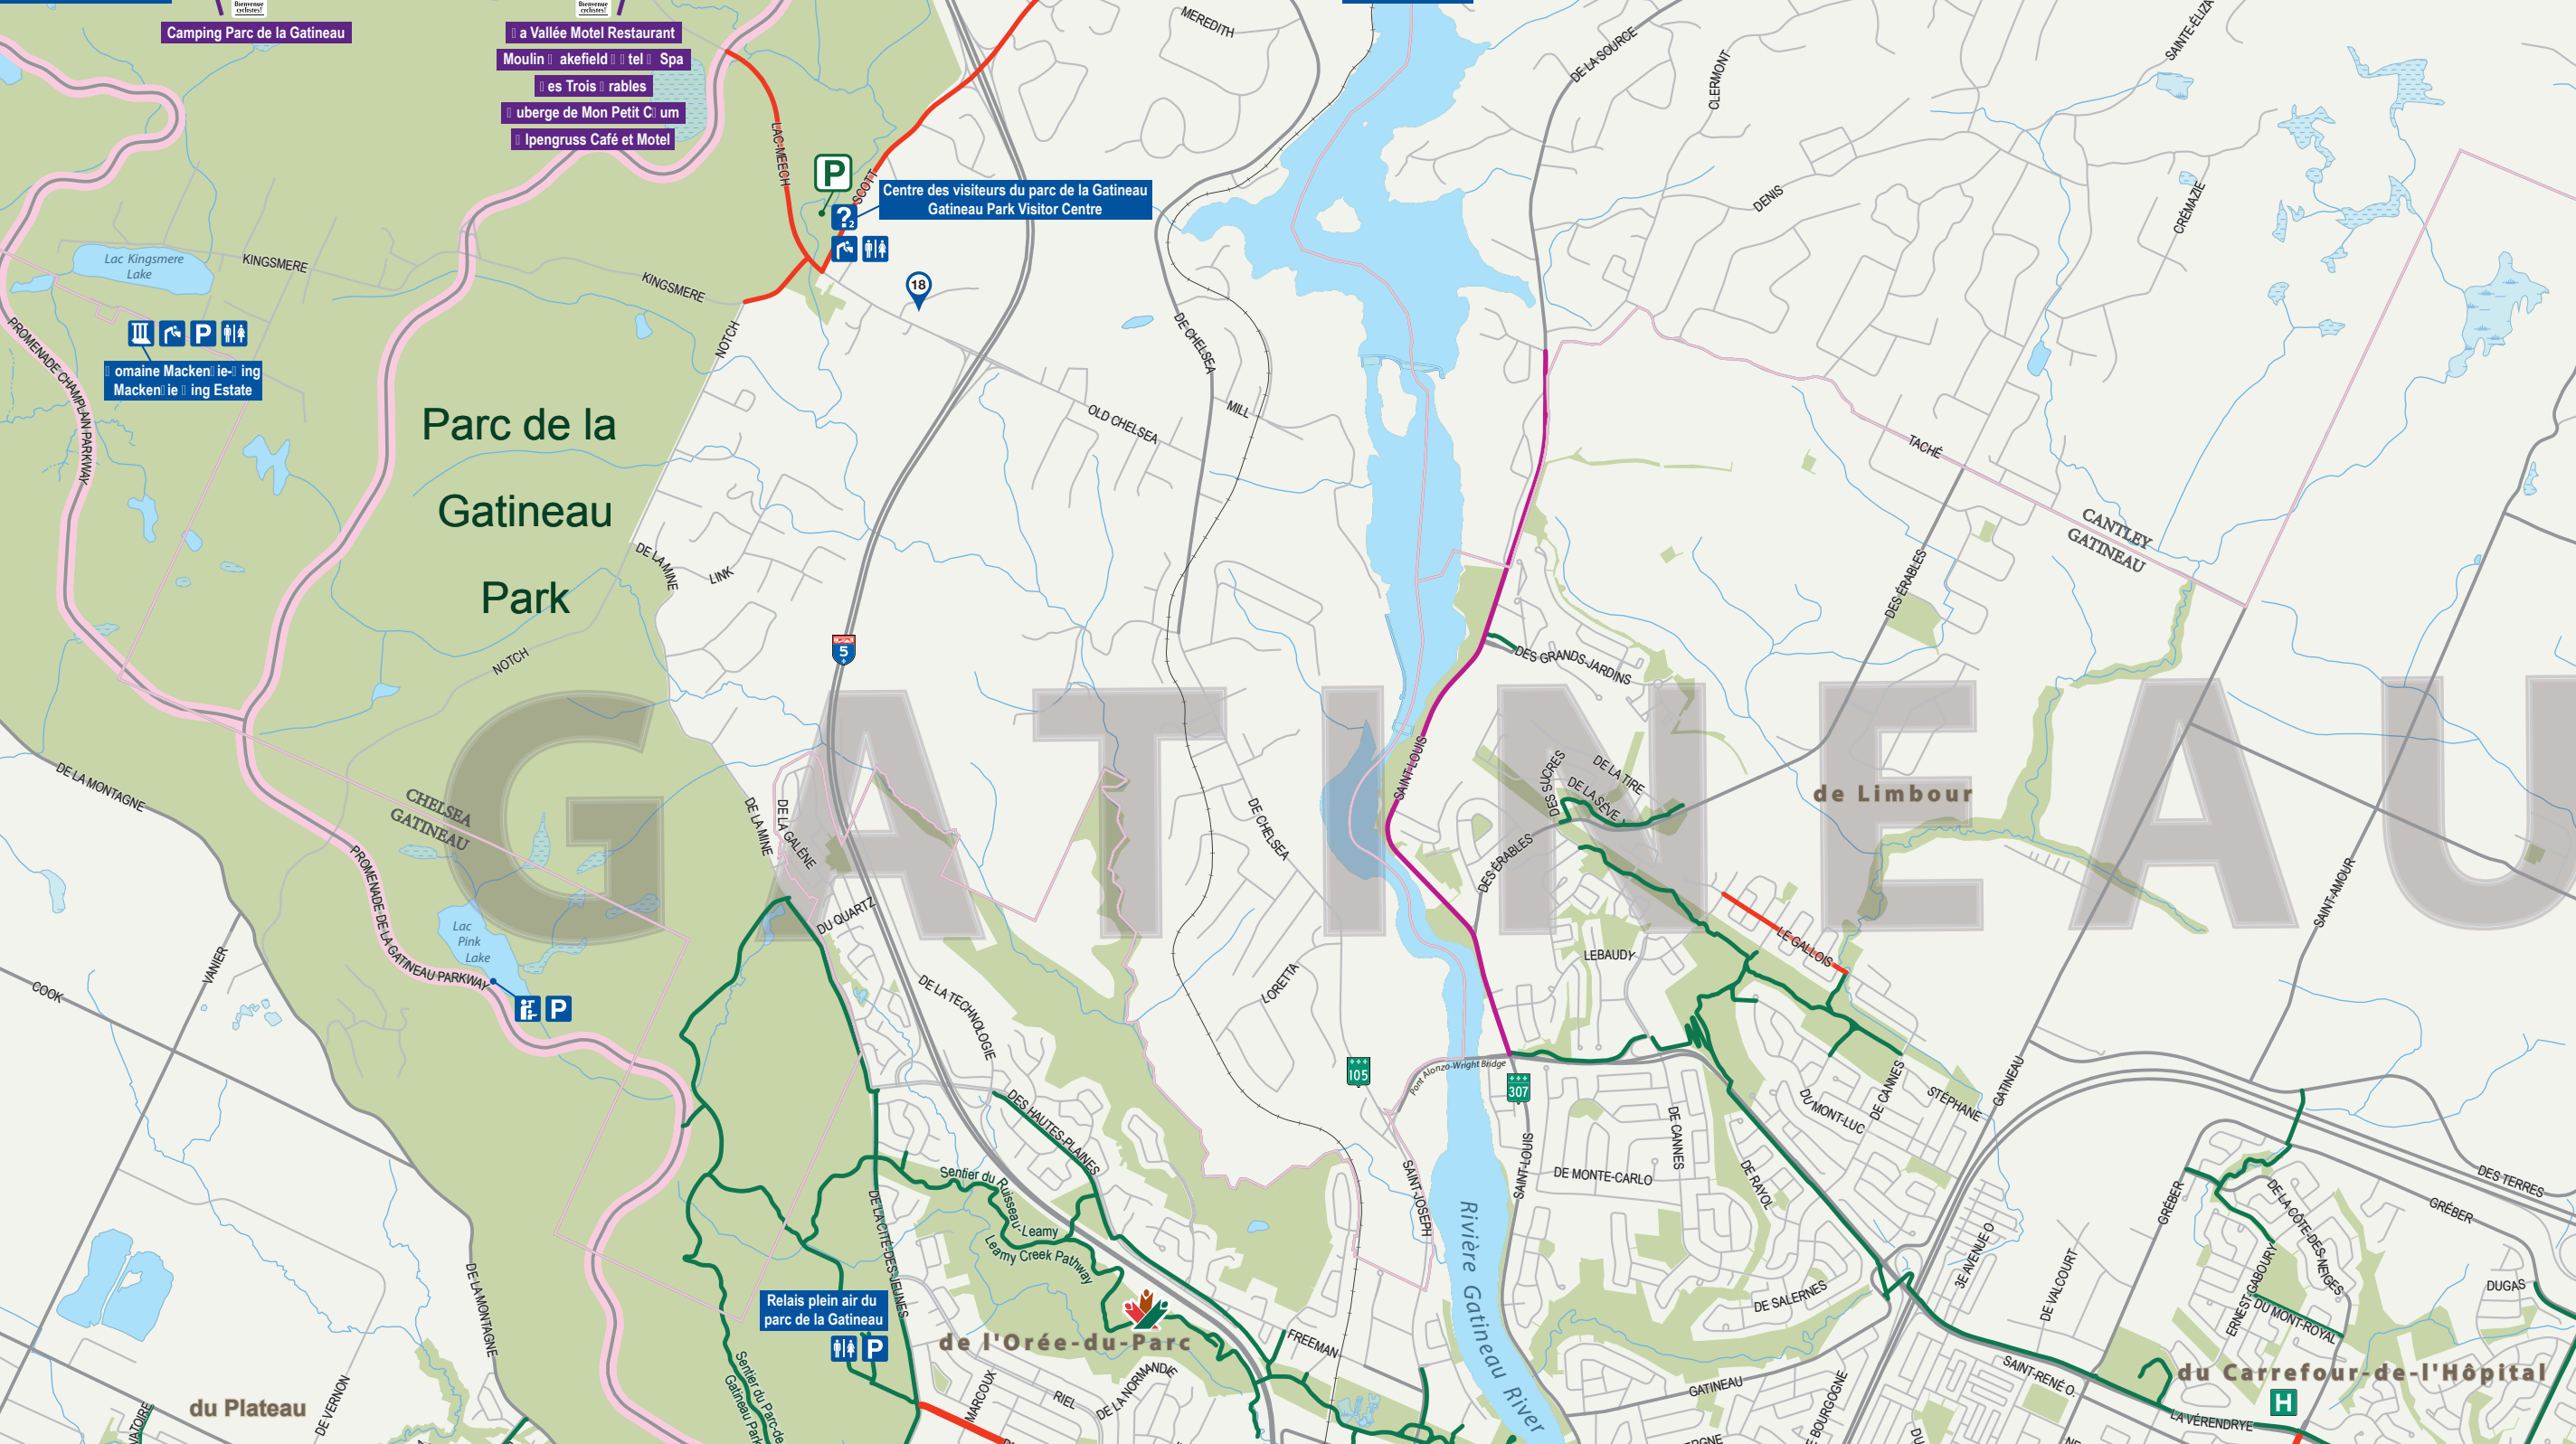 Bienvenue
cyclistes!
Camping Parc de la Gatineau
Bienvenue
cyclistes!
a Vallée Motel Restaurant
Moulin akefield tel Spa
es Trois rables
uberge de Mon Petit C um
lpengruss Café et Motel
MEREDITH
DE LA SOURCE
CLERMONT
SAINTE-ÉLIZA
LAC-MEECH
P
SCOTT
?2
Centre des visiteurs du parc de la Gatineau
Gatineau Park Visitor Centre
DENIS
CRÉMAZIE
Lac Kingsmere
Lake
KINGSMERE
KINGSMERE
18
PROMENADE CHAMPLAIN PARKWAY
P
omaine Macken ie- ing
Macken ie ing Estate
NOTCH
DE CHELSEA
OLD CHELSEA
MILL
TACHÉ
Parc de la
Gatineau
Park
CANTLEY
GATINEAU
DE LA MINE
LINK
DES ÉRABLES
NOTCH
5
DES GRANDS-JARDINS
GATINEAU
DE LA MONTAGNE
CHELSEA
GATINEAU
SAINT-LOUIS
DES SUCRES
DE LA TIRE
DE LA SÈVE
de Limbour
DE LA MINE
DE LA GALÈNE
DE CHELSEA
DES ÉRABLES
PROMENADE DE LA GATINEAU PARKWAY
Lac
Pink
Lake
DU QUARTZ
SAINT-AMOUR
VANIER
COOK
P
LE GALLOIS
LEBAUDY
LORETTA
DE LA TECHNOLOGIE
105
Pont Alonzo-Wright Bridge
307
DES HAUTES-PLAINES
DE CANNES
DU MONT-LUC
DE CANNES
STÉPHANE
GATINEAU
Sentier du Ruisseau-Leamy
Leamy Creek Pathway
SAINT-JOSEPH
SAINT-LOUIS
DE MONTE-CARLO
DE RAYOL
GRÉBER
DES TERRES
GRÉBER
DE LA CÔTE-DES-NEIGES
DE LA CITÉ-DES-JEUNES
Rivière Gatineau River
3E AVENUE O
DE VALCOURT
ERNEST-GABOURY
DUGAS
DE LA MONTAGNE
Relais plein air du
parc de la Gatineau
P
DE SALERNES
DU MONT-ROYAL
de l'Orée-du-Parc
FREEMAN
Sentier du Parc-de
Gatineau Park
SAINT-RENÉ O.
du Carrefour-de-l'Hôpital
H
du Plateau
DE VERNON
MARCOUX
RIEL
DE LA NORMANDIE
GATINEAU
LA VÉRENDRYE